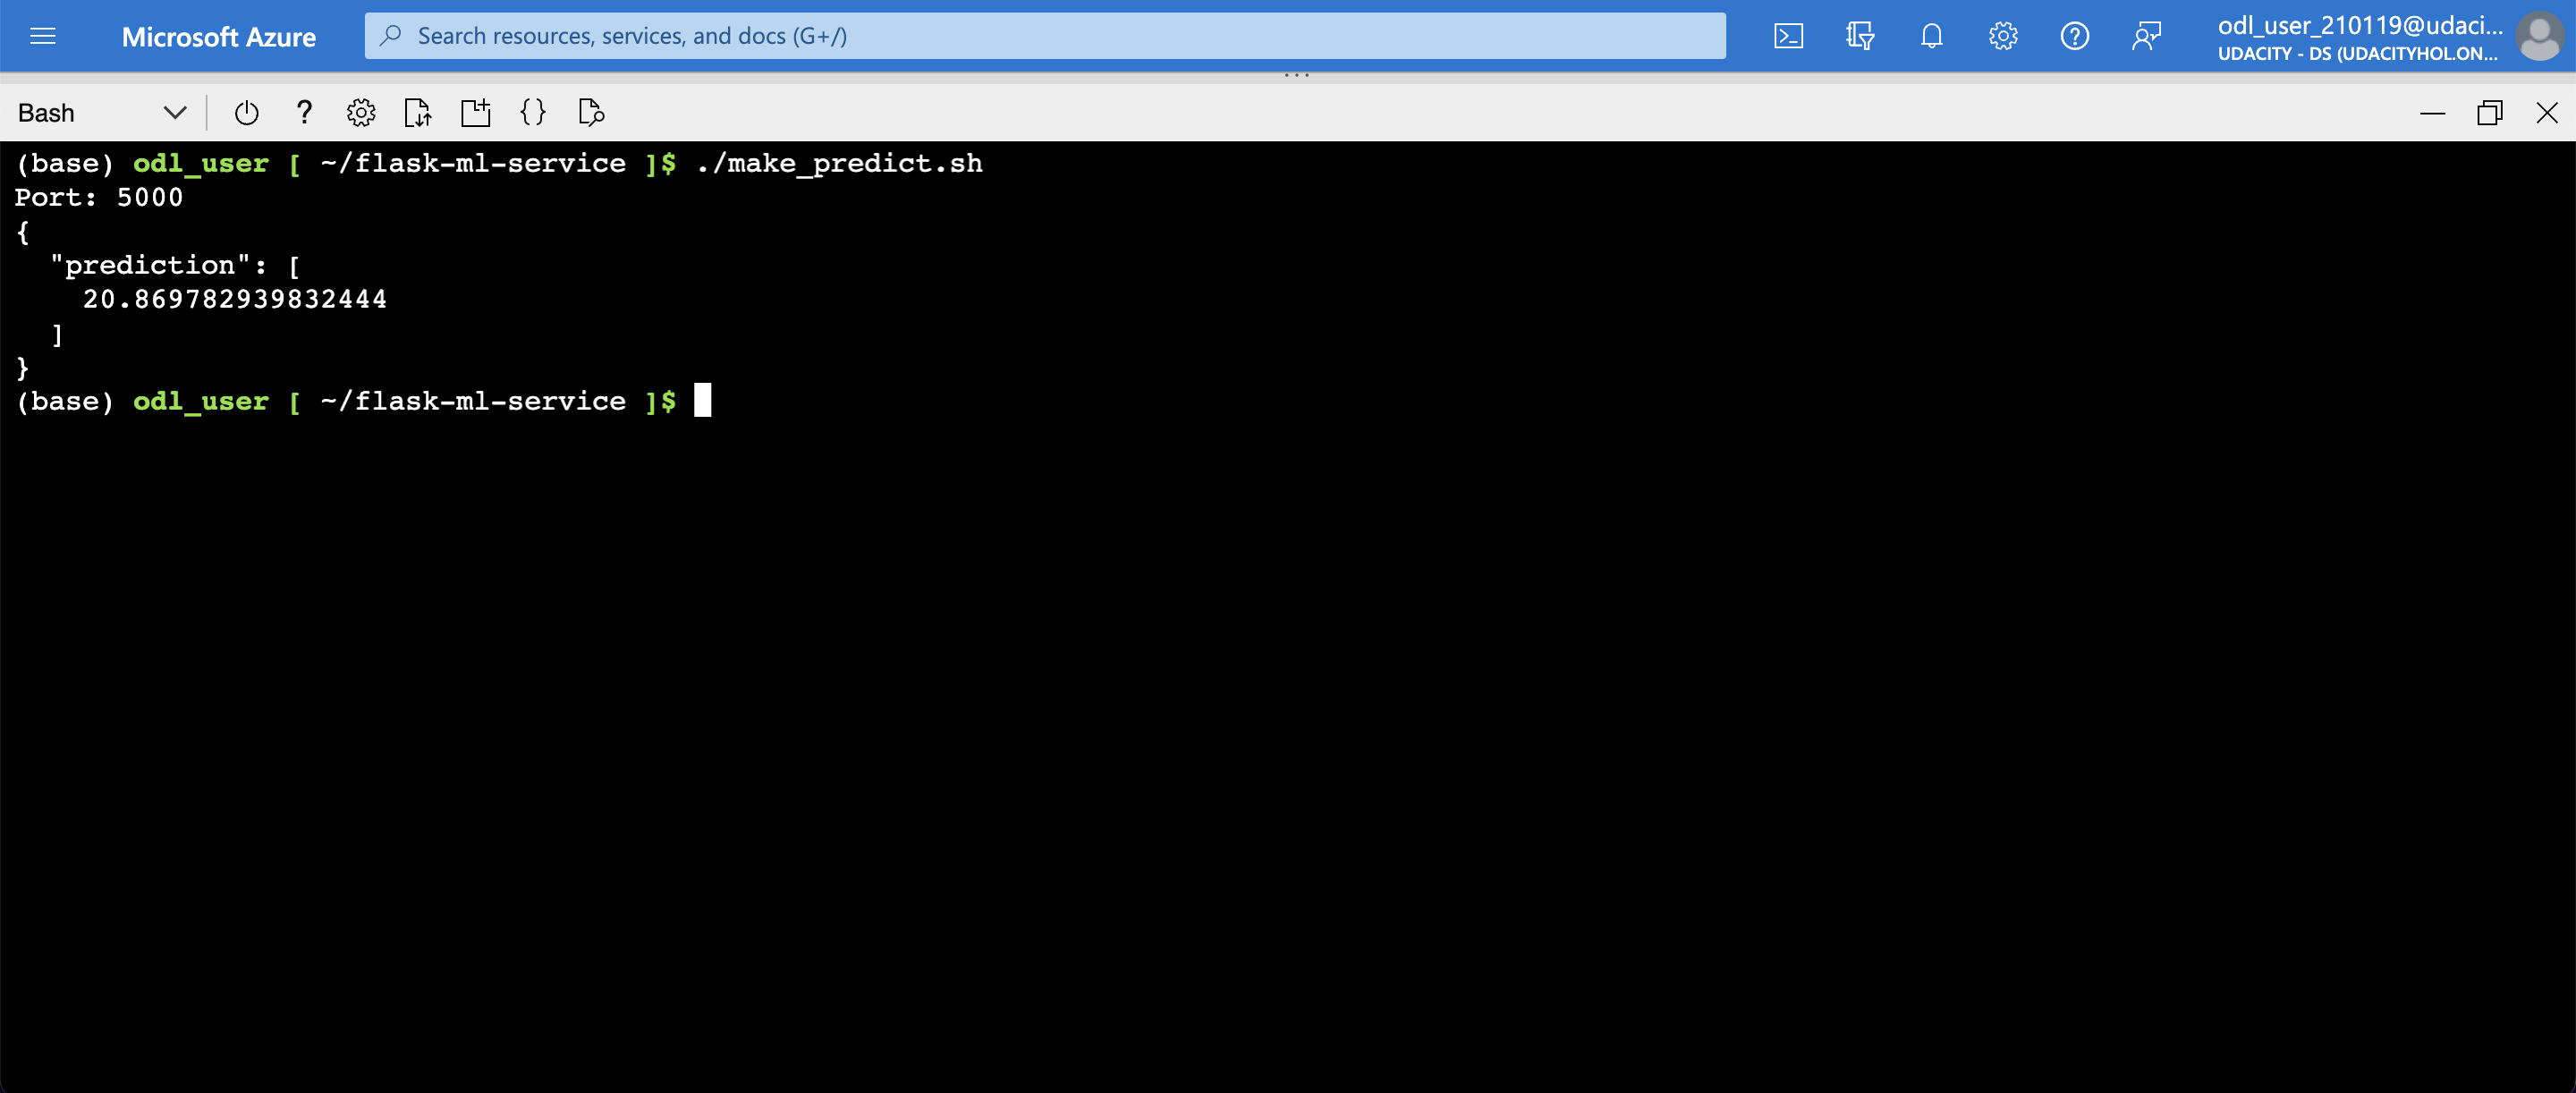 Microsoft Azure
Search resources, services, and docs (G+/)
odl_user_210119@udaci...
UDACITY - DS (UDACITYHOL.ON...
Bash
(base) odl_user [ ~/flask-ml-service ]$ ./make_predict.sh
Port: 5000
{
  "prediction": [
    20.869782939832444
  ]
}
(base) odl_user [ ~/flask-ml-service ]$